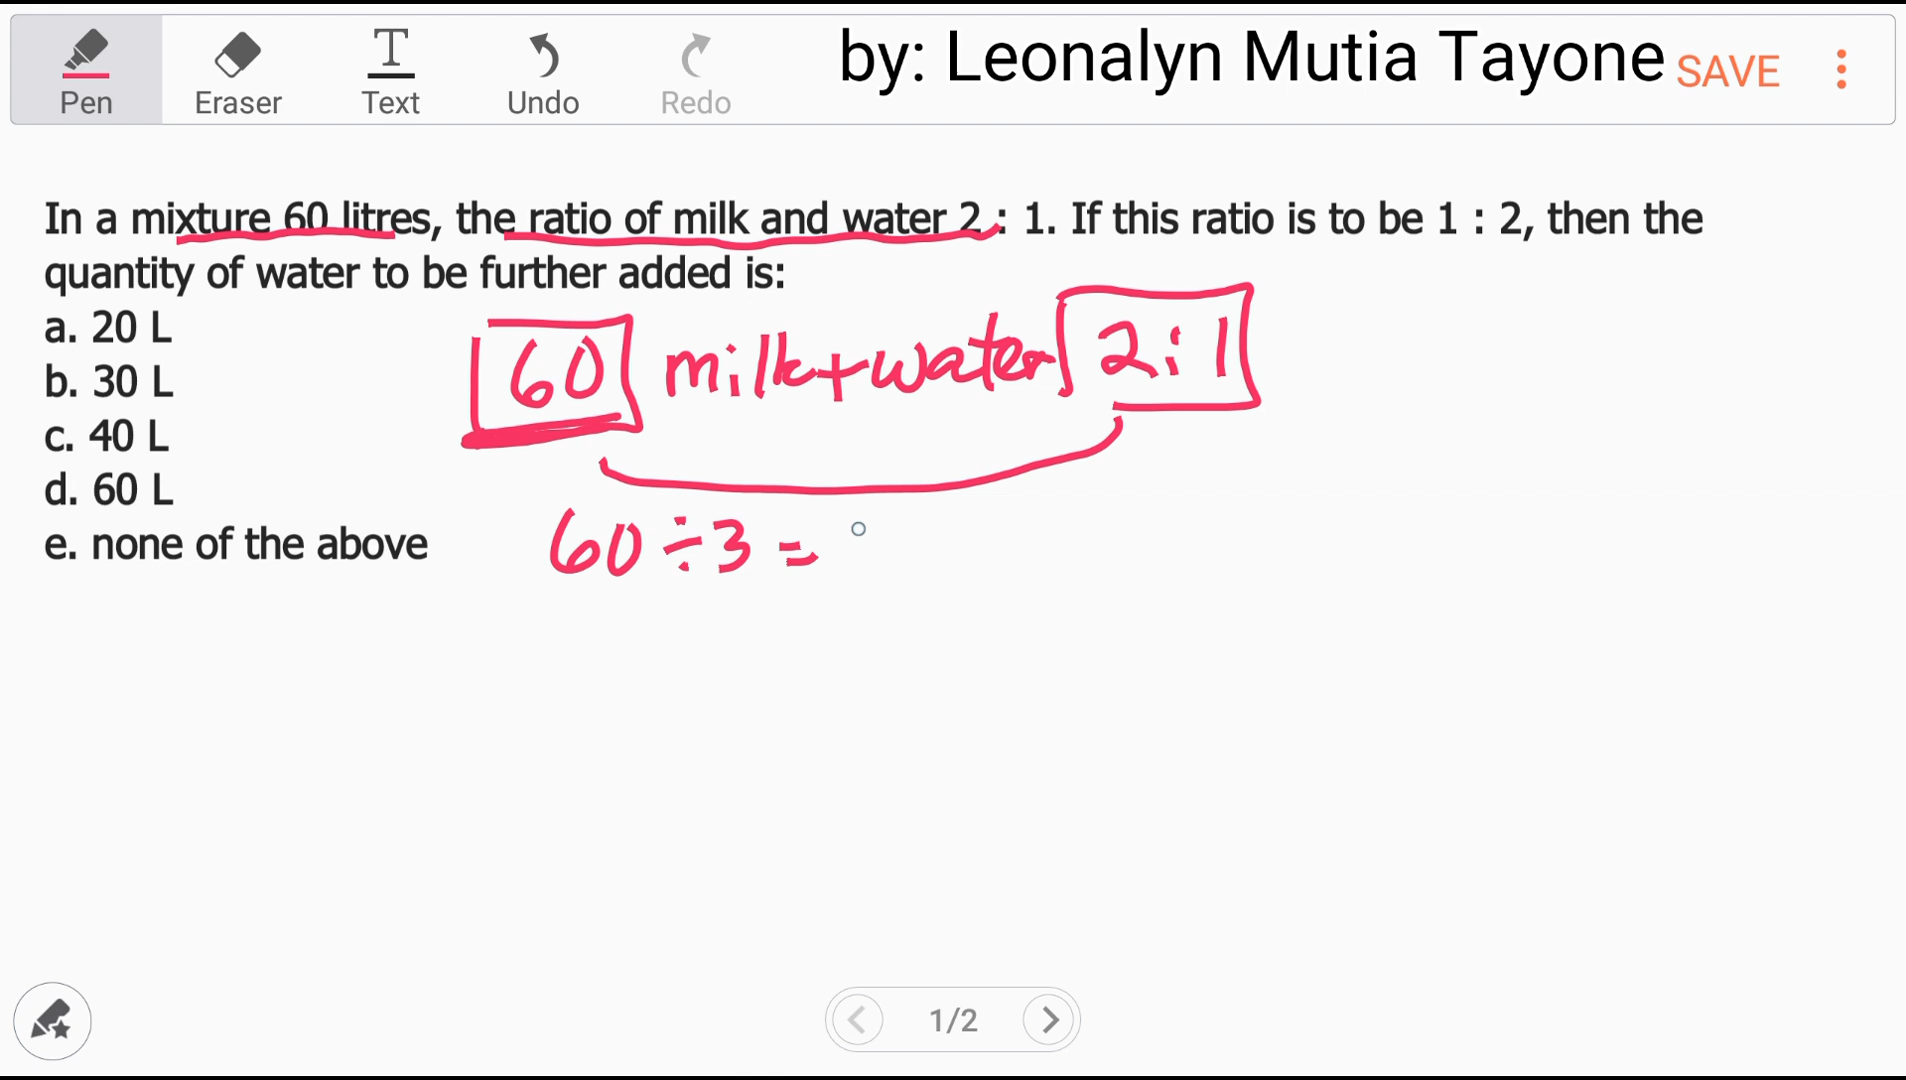 Pen
Eraser
Text
Undo
Redo
by: Leonalyn Mutia Tayone
SAVE
In a mixture 60 litres, the ratio of milk and water 2 : 1. If this ratio is to be 1 : 2, then the
quantity of water to be further added is:
a. 20 L
b. 30 L
c. 40 L
d. 60 L
e. none of the above
60 milk+water 2:1
60÷3=
1/2